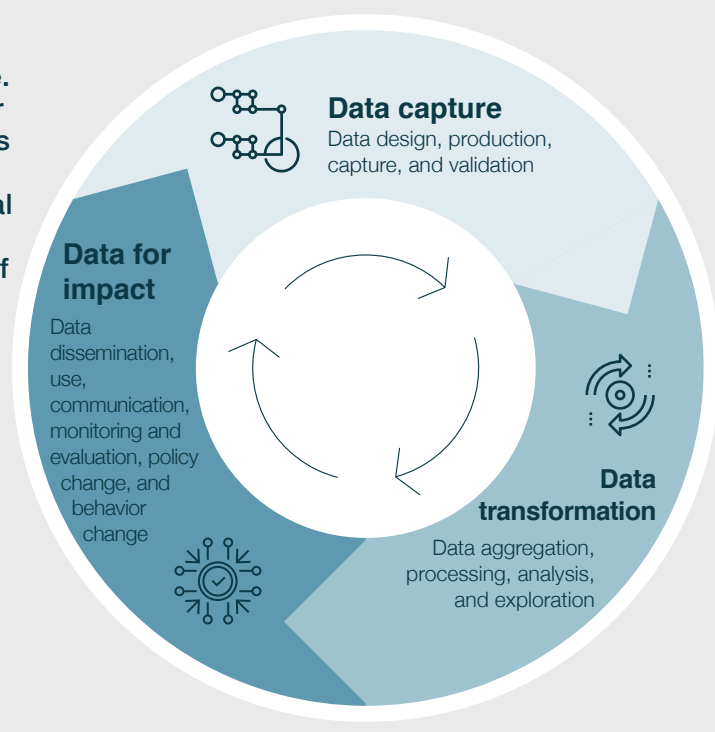 e.
r
s
al
f
Data capture
Data design, production,
capture, and validation
Data
transformation
Data aggregation,
processing, analysis,
and exploration
Data for
impact
Data
dissemination,
use,
communication,
monitoring and
evaluation, policy
change, and
behavior
change